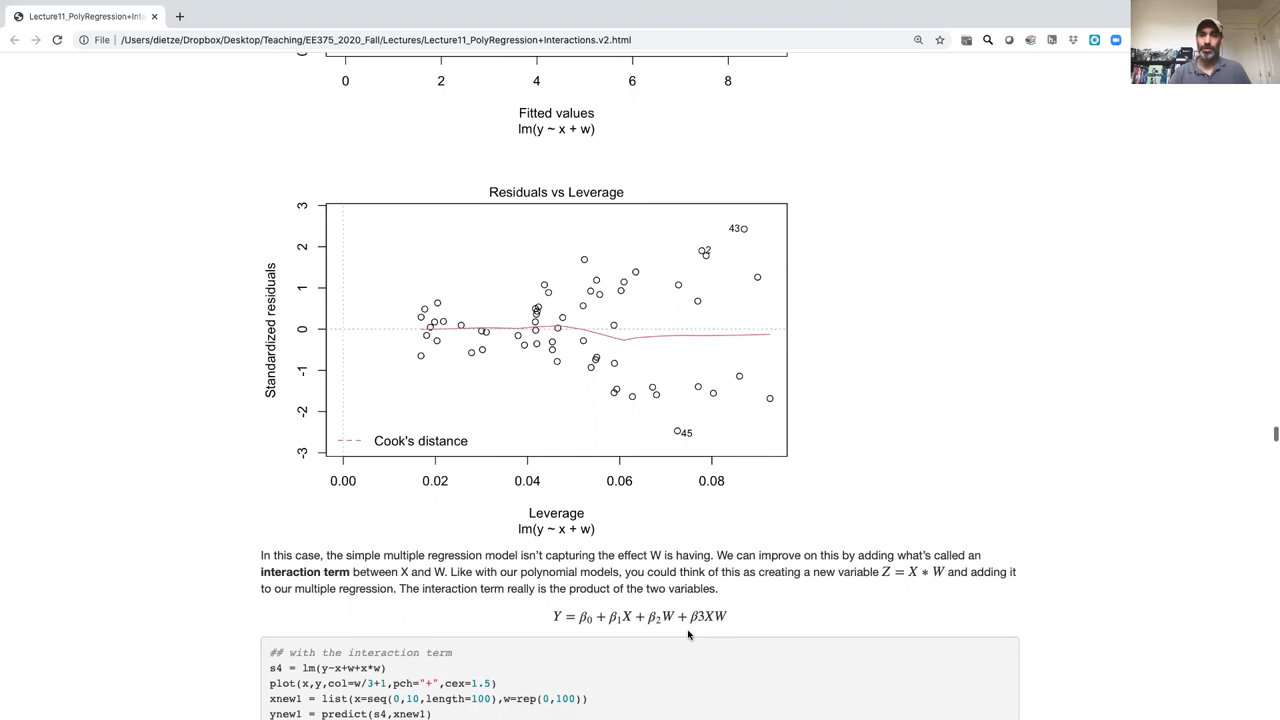 Lecture11_PolyRegression+Inte
File | /Users/dietze/Dropbox/Desktop/Teaching/EE375_2020_Fall/Lectures/Lecture11_PolyRegression+Interactions.v2.html
0 2 4 6 8
Fitted values
lm(y ~ x + w)
Residuals vs Leverage
3
43
2
2
1
0
-1
-2
45
-3
Standardized residuals
Cook's distance
0.00 0.02 0.04 0.06 0.08
Leverage
lm(y ~ x + w)
In this case, the simple multiple regression model isn't capturing the effect W is having. We can improve on this by adding what's called an
interaction term between X and W. Like with our polynomial models, you could think of this as creating a new variable Z = X * W and adding it
to our multiple regression. The interaction term really is the product of the two variables.
Y = β₀ + β₁X + β₂W + β3XW
## with the interaction term
s4 = lm(y~x+w+x*w)
plot(x,y,col=w/3+1,pch="+",cex=1.5)
xnew1 = list(x=seq(0,10,length=100),w=rep(0,100))
ynew1 = predict(s4,xnew1)